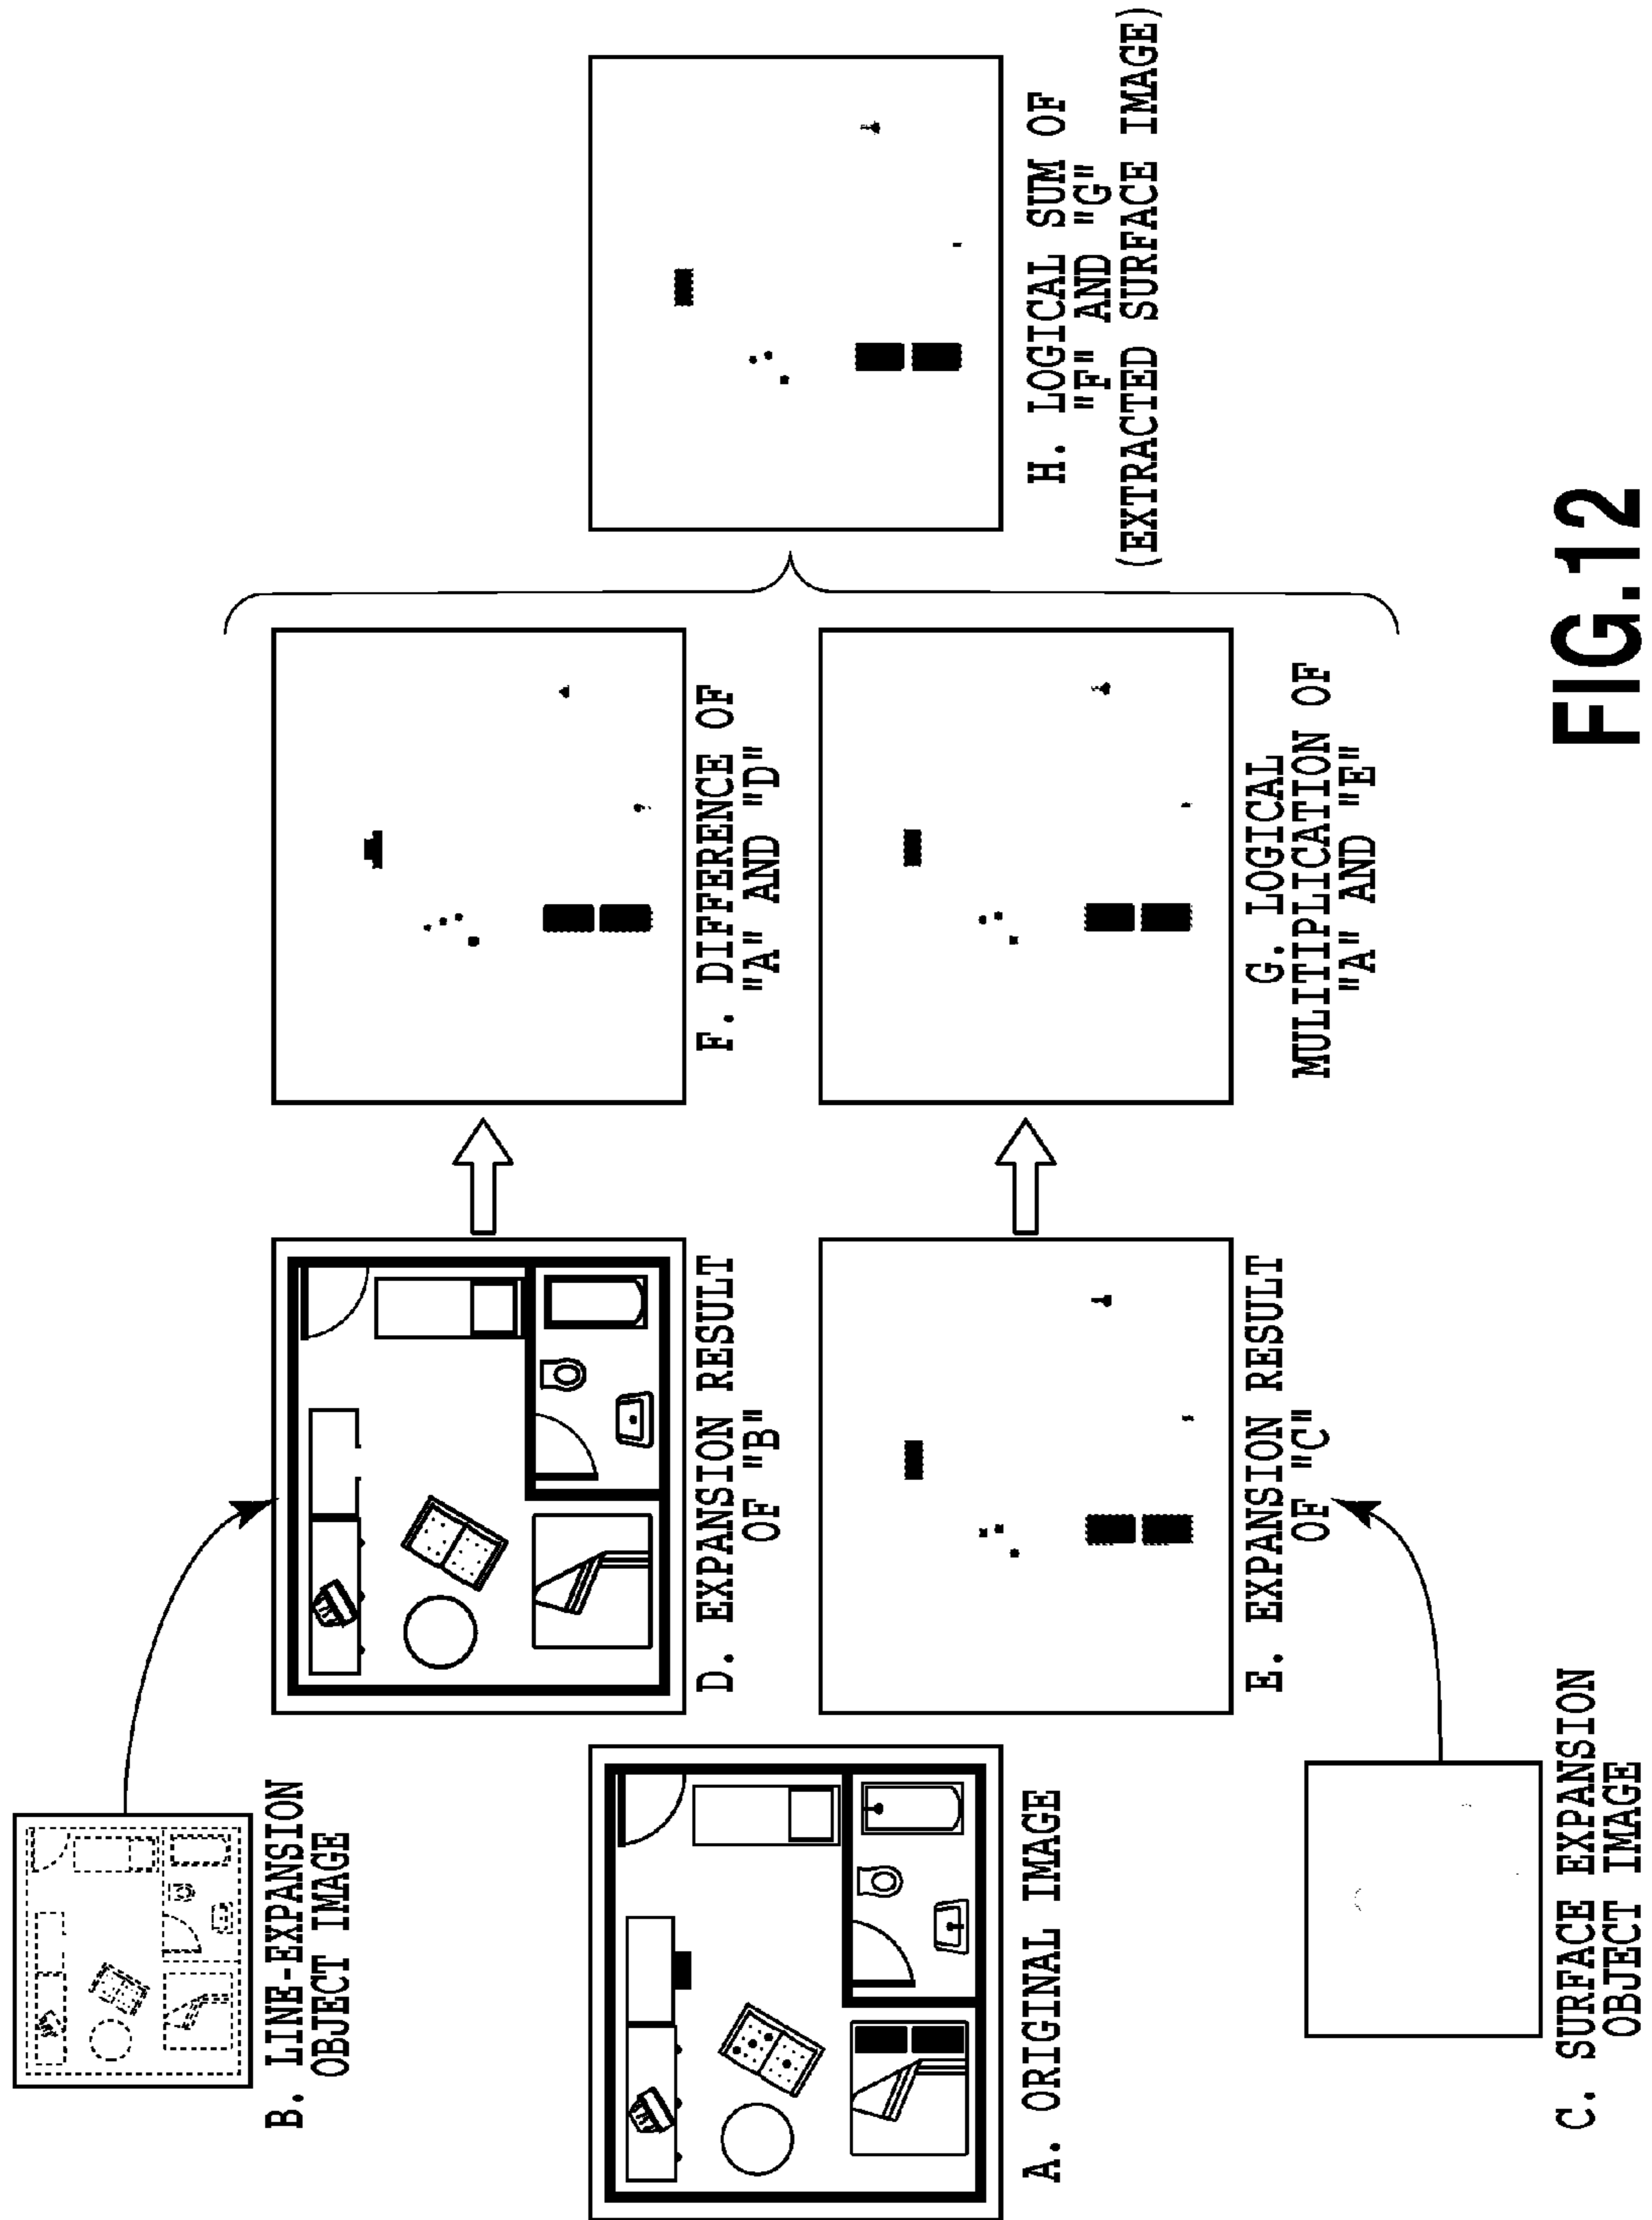 B. LINE-EXPANSION
OBJECT IMAGE
A. ORIGINAL IMAGE
C. SURFACE EXPANSION
OBJECT IMAGE
D. EXPANSION RESULT
OF "B"
E. EXPANSION RESULT
OF "C"
F. DIFFERENCE OF
"A" AND "D"
G. LOGICAL
MULITIPLICATION OF
"A" AND "E"
H. LOGICAL SUM OF
"F" AND "G"
(EXTRACTED SURFACE IMAGE)
FIG.12